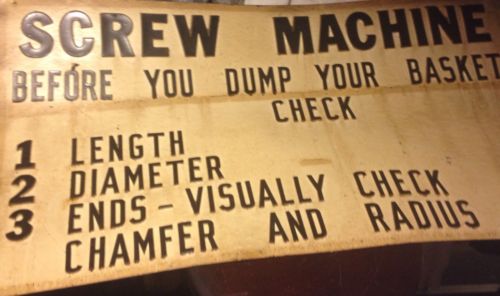 SCREW MACHINE
BEFORE YOU DUMP YOUR BASKET
CHECK
1 LENGTH
2 DIAMETER
3 ENDS - VISUALLY CHECK
CHAMFER AND RADIUS